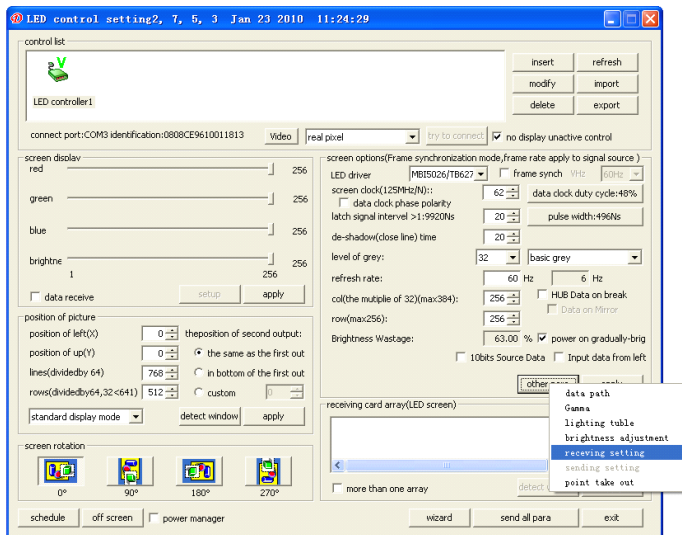 LED control setting2, 7, 5, 3 Jan 23 2010 11:24:29
control list
LED controller1
insert
refresh
modify
import
delete
export
connect port:COM3 identification:0808CE9610011813
Video
real pixel
try to connect
no display unactive control
screen display
red
256
green
256
blue
256
brightne
256
1
256
data receive
setup
apply
position of picture
position of left(X)
0
position of up(Y)
0
lines(dividedby 64)
768
rows(dividedby64,32<641)
512
theposition of second output:
the same as the first out
in bottom of the first out
custom
0
standard display mode
detect window
apply
screen rotation
0°
90°
180°
270°
screen options(Frame synchronization mode,frame rate apply to signal source )
LED driver
MBI5026/TB627
frame synch
VHz
60Hz
screen clock(125MHz/N)::
62
data clock duty cycle:48%
data clock phase polarity
latch signal intervel >1:9920Ns
20
pulse width:496Ns
de-shadow(close line) time
20
level of grey:
32
basic grey
refresh rate:
60 Hz
6 Hz
col(the mutiplie of 32)(max384):
256
HUB Data on break
Data on Mirror
row(max256):
256
Brightness Wastage:
63.00 %
power on gradually-brig
10bits Source Data
Input data from left
other para
data path
Gamma
lighting tuble
brightness adjustment
receving setting
sending setting
point take out
receiving card array(LED screen)
more than one array
schedule
off screen
power manager
wizard
send all para
exit